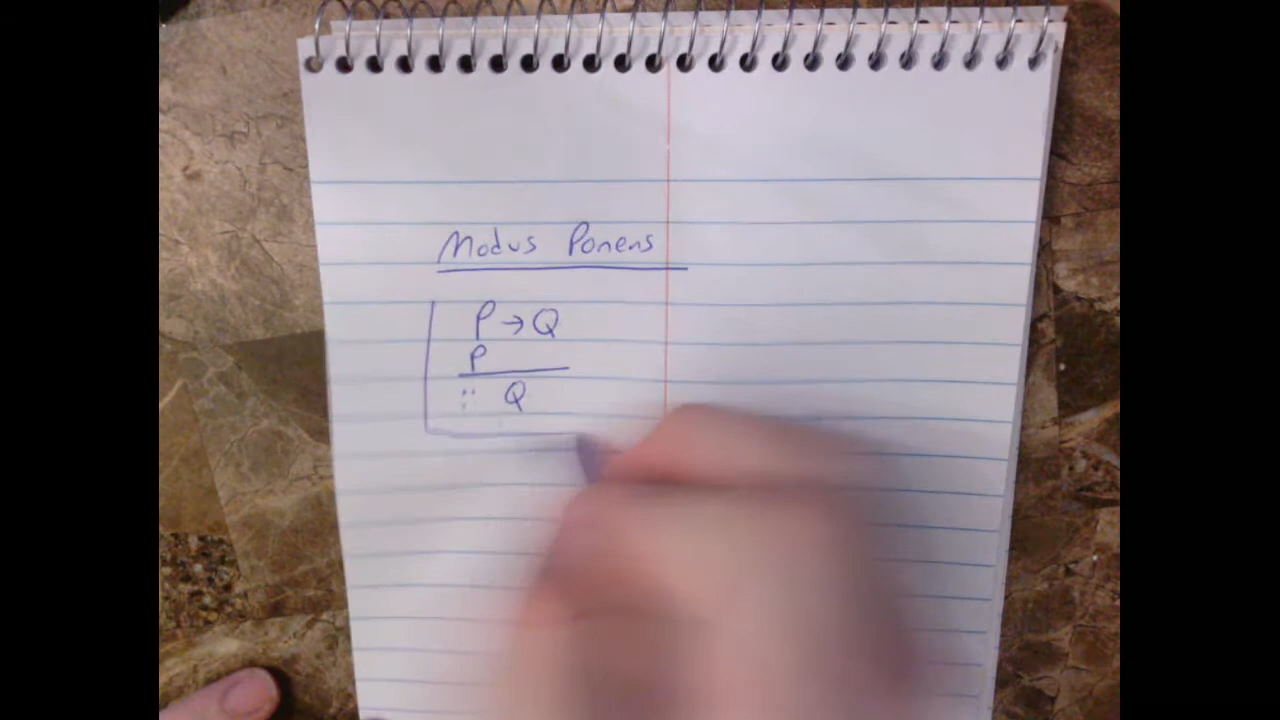 Modus Ponens
P → Q
P
∴ Q